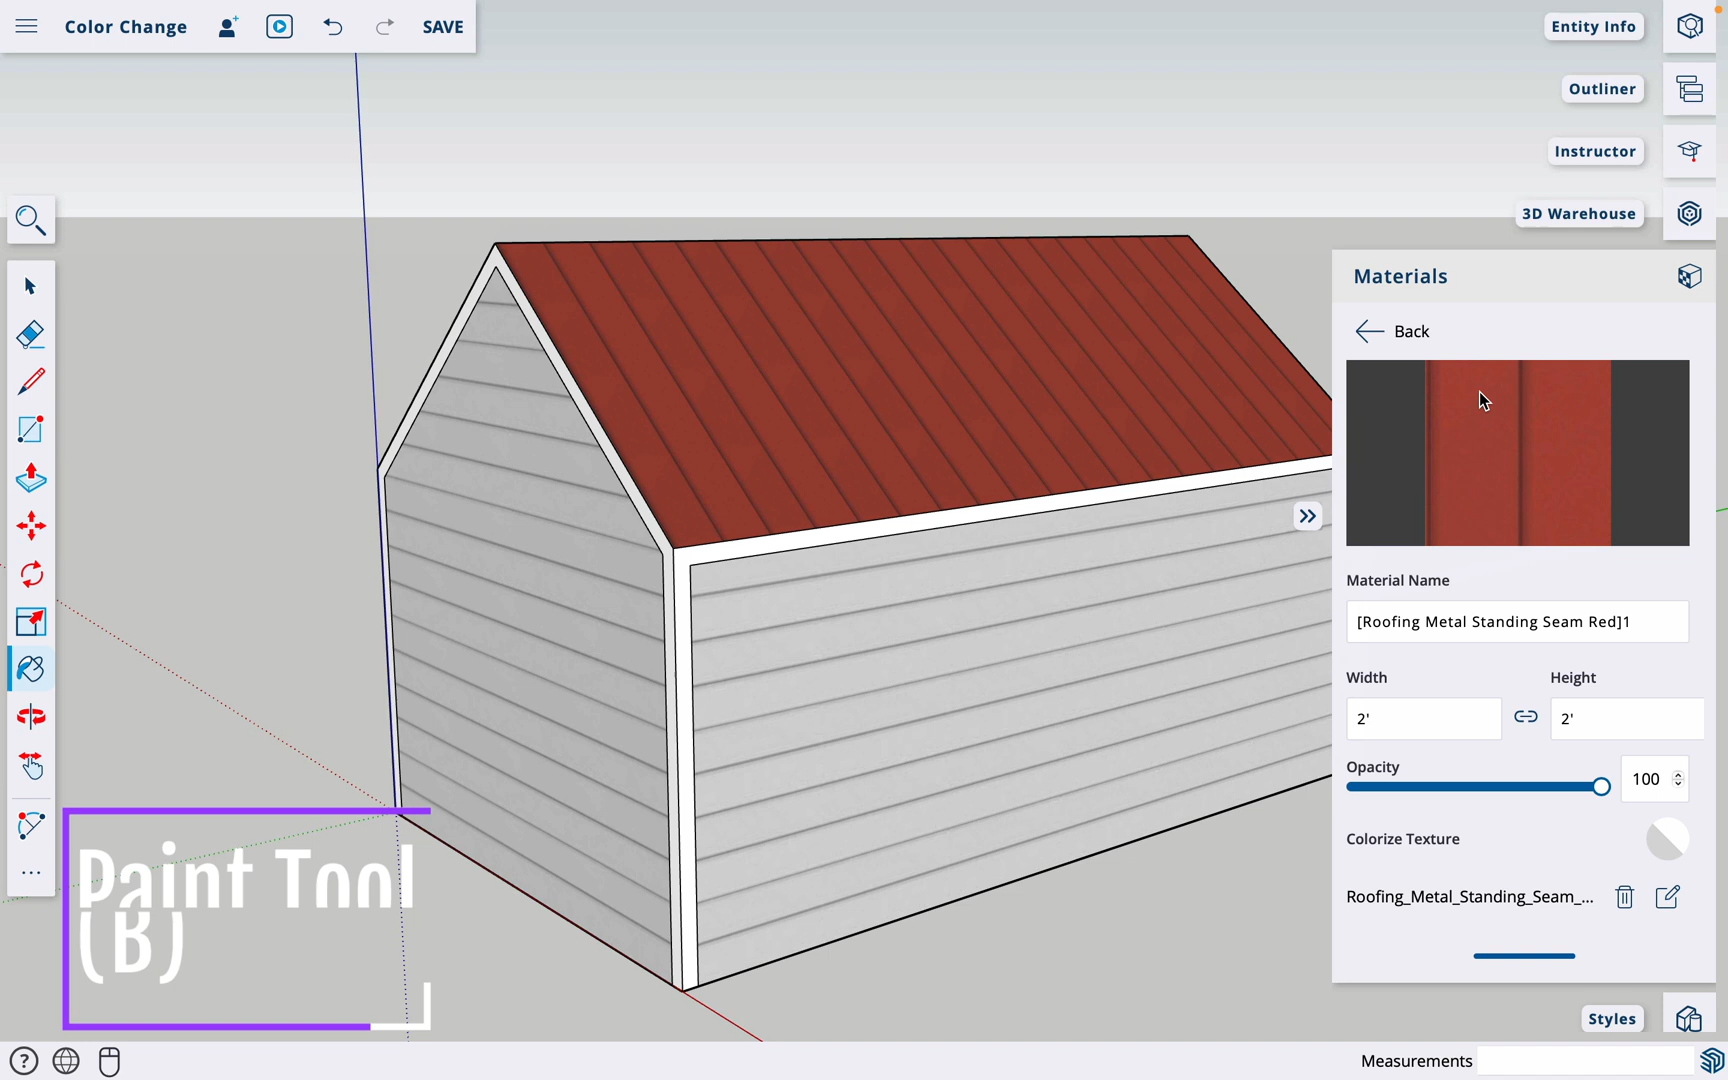 Color Change
SAVE
Entity Info
Outliner
Instructor
3D Warehouse
Materials
Back
Material Name
[Roofing Metal Standing Seam Red]1
Width
Height
2'
2'
Opacity
100
Colorize Texture
Roofing_Metal_Standing_Seam_...
Paint Tool
(B)
Styles
?
Measurements